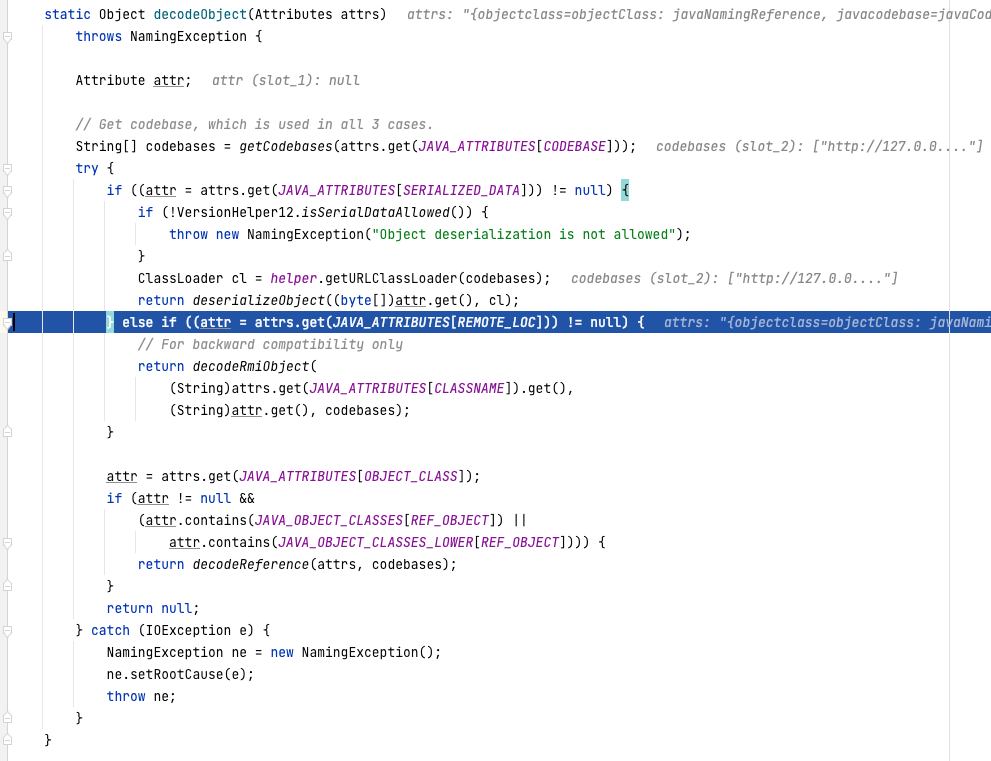 static Object decodeObject(Attributes attrs)   attrs: "{objectclass=objectClass: javaNamingReference, javacodebase=javaCod
throws NamingException {
Attribute attr;   attr (slot_1): null
// Get codebase, which is used in all 3 cases.
String[] codebases = getCodebases(attrs.get(JAVA_ATTRIBUTES[CODEBASE]));   codebases (slot_2): ["http://127.0.0...."]
try {
if ((attr = attrs.get(JAVA_ATTRIBUTES[SERIALIZED_DATA])) != null) {
if (!VersionHelper12.isSerialDataAllowed()) {
throw new NamingException("Object deserialization is not allowed");
}
ClassLoader cl = helper.getURLClassLoader(codebases);   codebases (slot_2): ["http://127.0.0...."]
return deserializeObject((byte[])attr.get(), cl);
} else if ((attr = attrs.get(JAVA_ATTRIBUTES[REMOTE_LOC])) != null) {   attrs: "{objectclass=objectClass: javaNami
// For backward compatibility only
return decodeRmiObject(
(String)attrs.get(JAVA_ATTRIBUTES[CLASSNAME]).get(),
(String)attr.get(), codebases);
}
attr = attrs.get(JAVA_ATTRIBUTES[OBJECT_CLASS]);
if (attr != null &&
(attr.contains(JAVA_OBJECT_CLASSES[REF_OBJECT]) ||
attr.contains(JAVA_OBJECT_CLASSES_LOWER[REF_OBJECT]))) {
return decodeReference(attrs, codebases);
}
return null;
} catch (IOException e) {
NamingException ne = new NamingException();
ne.setRootCause(e);
throw ne;
}
}